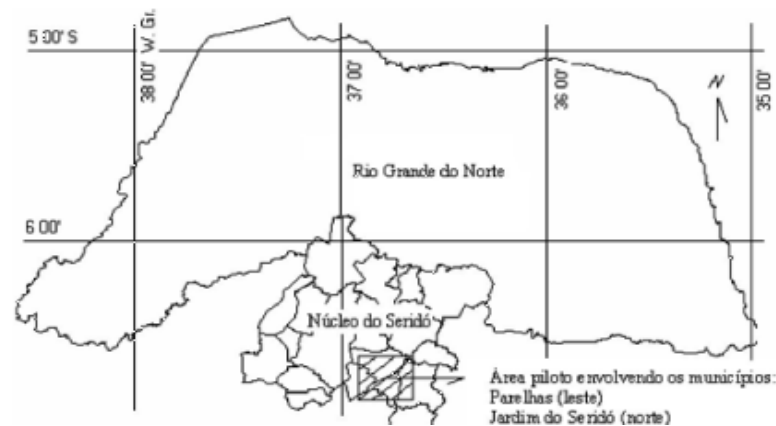 5 00' S
38 00' W. Gr.
37 00'
36 00'
35 00'
N
Rio Grande do Norte
6 00'
Núcleo do Seridó
Área piloto envolvendo os municípios:
Parelhas (leste)
Jardim do Seridó (norte)